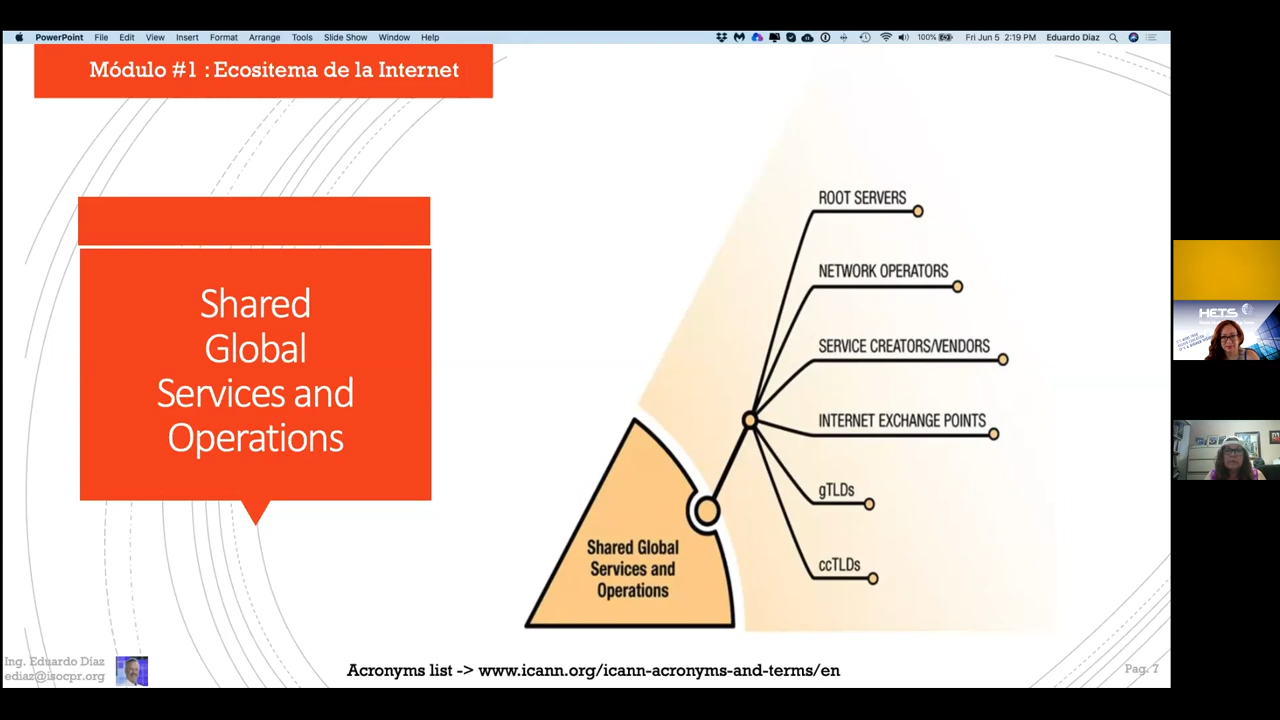 PowerPoint File Edit View Insert Format Arrange Tools Slide Show Window Help 100% Fri Jun 5 2:19 PM Eduardo Diaz
Módulo #1 : Ecositema de la Internet
Shared
Global
Services and
Operations
ROOT SERVERS
NETWORK OPERATORS
SERVICE CREATORS/VENDORS
INTERNET EXCHANGE POINTS
gTLDs
ccTLDs
Shared Global
Services and
Operations
HETS
Ing. Eduardo Díaz
ediaz@isocpr.org
Acronyms list -> www.icann.org/icann-acronyms-and-terms/en
Pag. 7